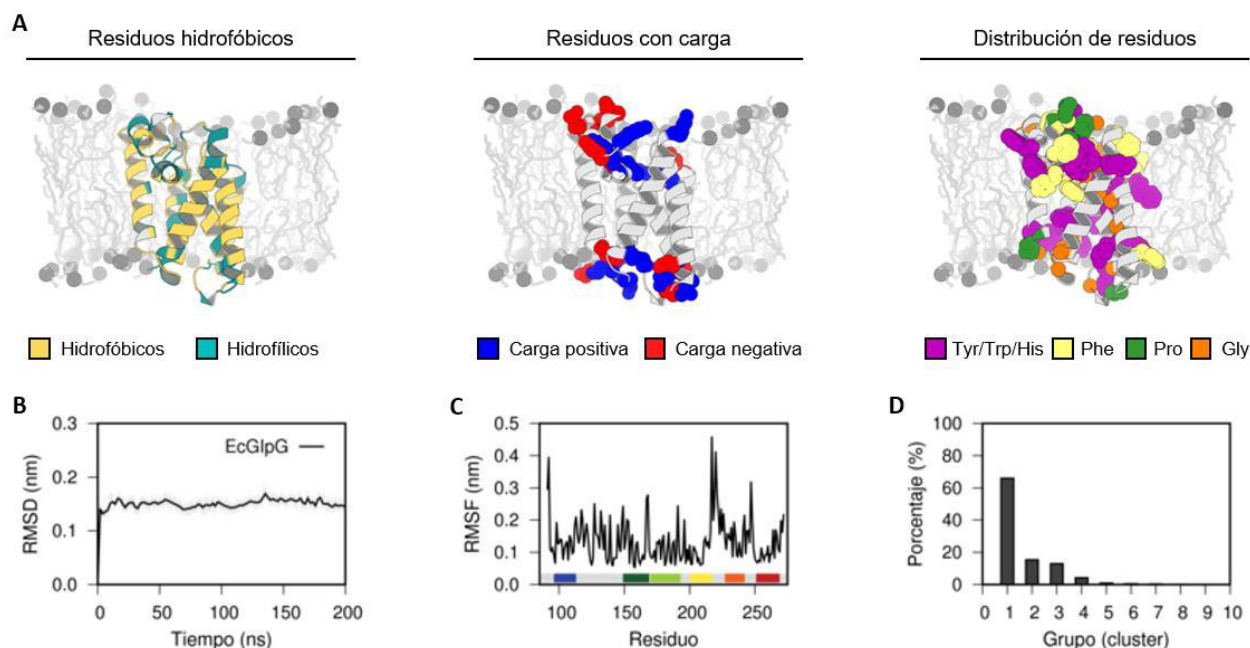 A
Residuos hidrofóbicos
Residuos con carga
Distribución de residuos
Hidrofóbicos
Hidrofílicos
Carga positiva
Carga negativa
Tyr/Trp/His
Phe
Pro
Gly
B
RMSD (nm)
0.3
0.2
0.1
0.0
EcGlpG
0 50 100 150 200
Tiempo (ns)
C
RMSF (nm)
0.5
0.4
0.3
0.2
0.1
0.0
100 150 200 250
Residuo
D
Porcentaje (%)
100
80
60
40
20
0
0 1 2 3 4 5 6 7 8 9 10
Grupo (cluster)